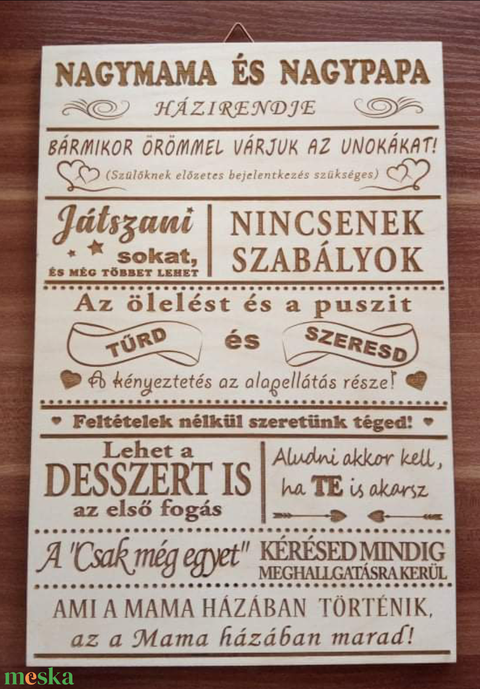 NAGYMAMA ÉS NAGYPAPA
HÁZIRENDJE
BÁRMIKOR ÖRÖMMEL VÁRJUK AZ UNOKÁKAT!
(Szülőknek előzetes bejelentkezés szükséges)
Játszani
sokat,
ÉS MÉG TÖBBET LEHET
NINCSENEK
SZABÁLYOK
Az ölelést és a puszit
TŰRD és SZERESD
A kényeztetés az alapellátás része!
Feltételek nélkül szeretünk téged!
Lehet a
DESSZERT IS
az első fogás
Aludni akkor kell,
ha TE is akarsz
A "Csak még egyet"
KÉRÉSED MINDIG
MEGHALLGATÁSRA KERÜL
AMI A MAMA HÁZÁBAN TÖRTÉNIK,
az a Mama házában marad!
meska